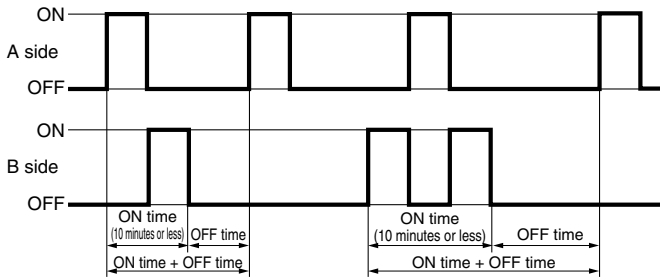 ON
A side
OFF
ON
B side
OFF
ON time
(10 minutes or less)
OFF time
ON time + OFF time
ON time
(10 minutes or less)
OFF time
ON time + OFF time